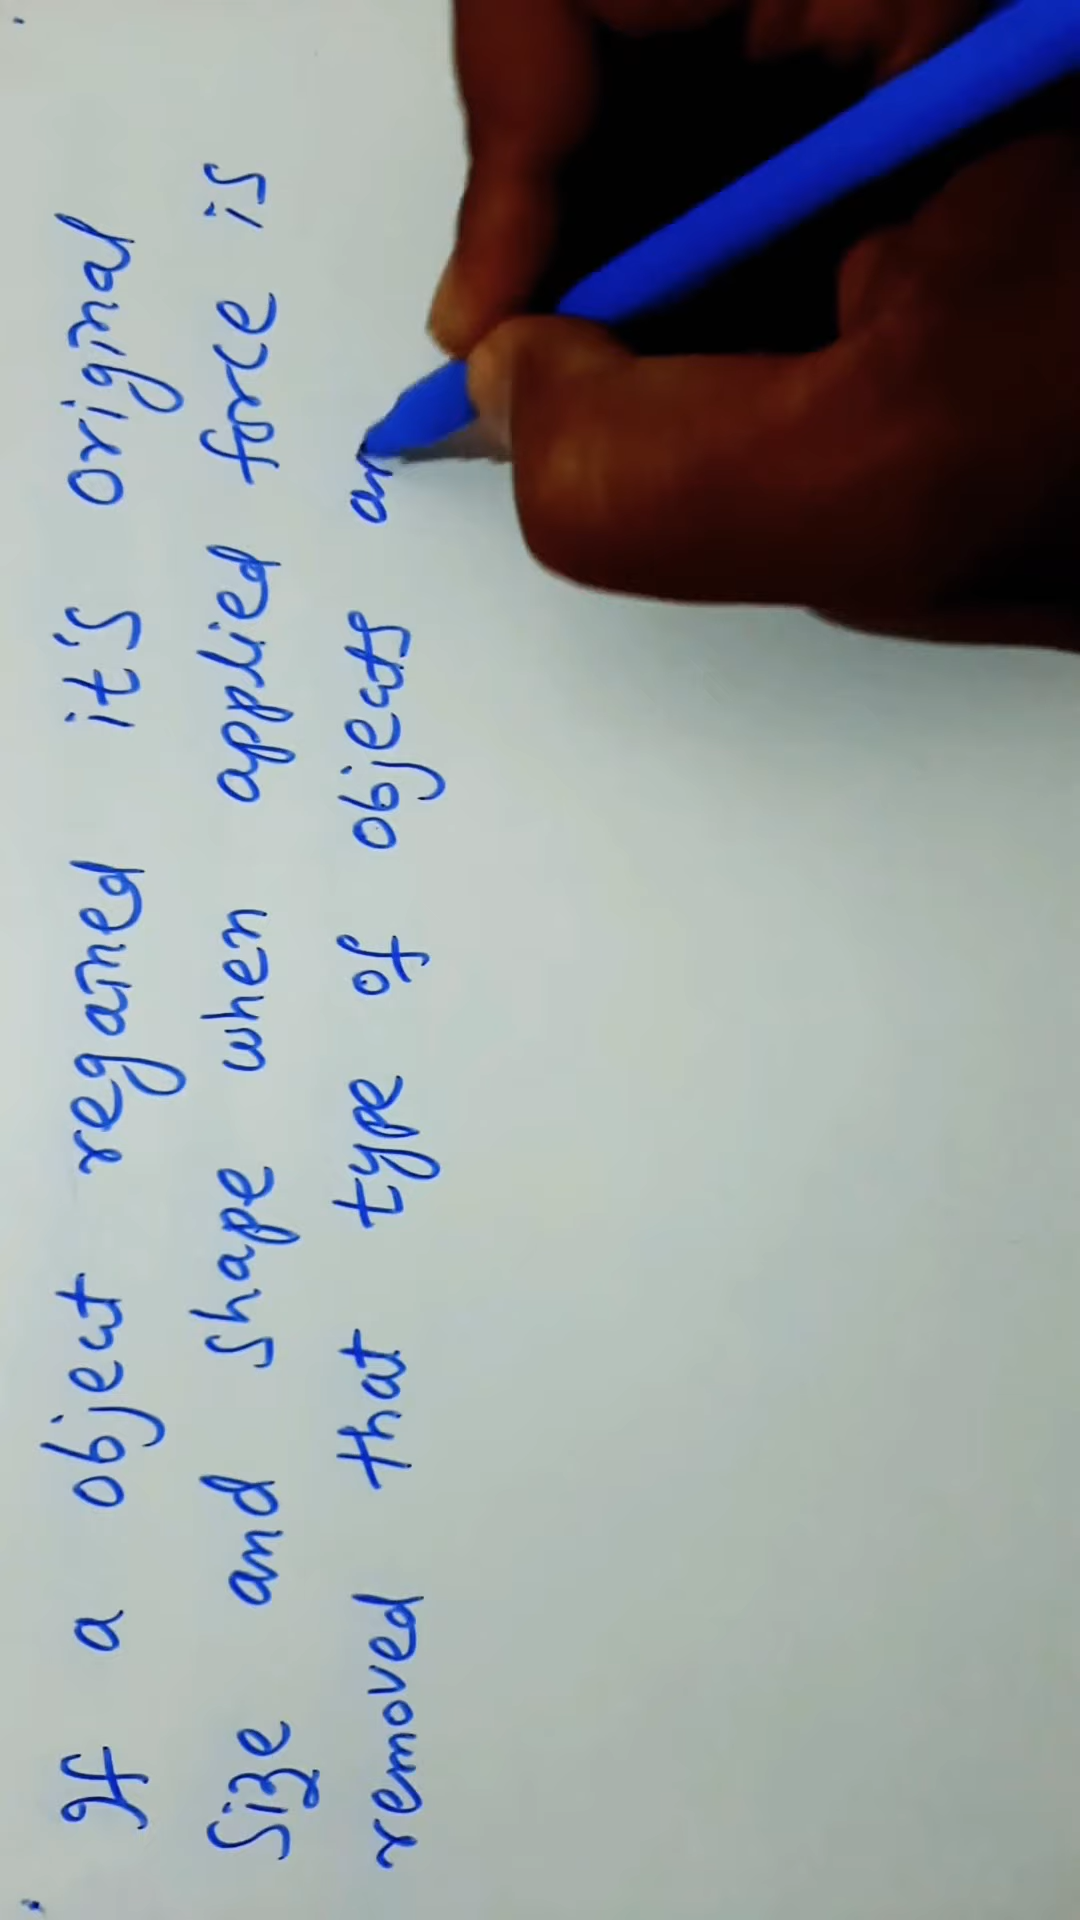 If a object regained it's original
Size and shape when applied force is
removed that type of objects